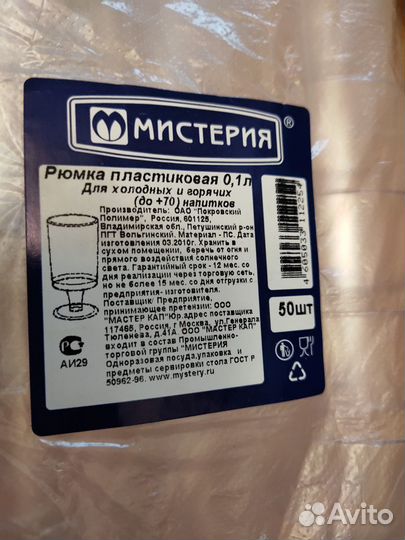 МИСТЕРИЯ ®
Рюмка пластиковая 0,1л
Для холодных и горячих
(до +70) напитков
Производитель: ОАО "Покровский
Полимер", Россия, 601125,
Владимирская обл., Петушинский р-он
ПГТ Вольгинский. Материал - ПС. Дата
изготовления 03.2010г. Хранить в
сухом помещении, беречь от огня и
прямого воздействия солнечного
света. Гарантийный срок - 12 мес. со
дня реализации через торговую сеть,
но не более 15 мес. со дня отгрузки с
предприятия-изготовителя.
Поставщик: Предприятие,
принимающее претензии: ООО
"МАСТЕР КАП"Юр.адрес поставщика
117465, Россия, г Москва, ул.Генерала
Тюленева, д.41А. ООО "МАСТЕР КАП"
входит в состав Промышленно-
торговой группы "МИСТЕРИЯ
Одноразовая посуда,упаковка и
предметы сервировки стола ГОСТ Р
50962-96. www.mystery.ru
РС
АИ29
50шт
Avito